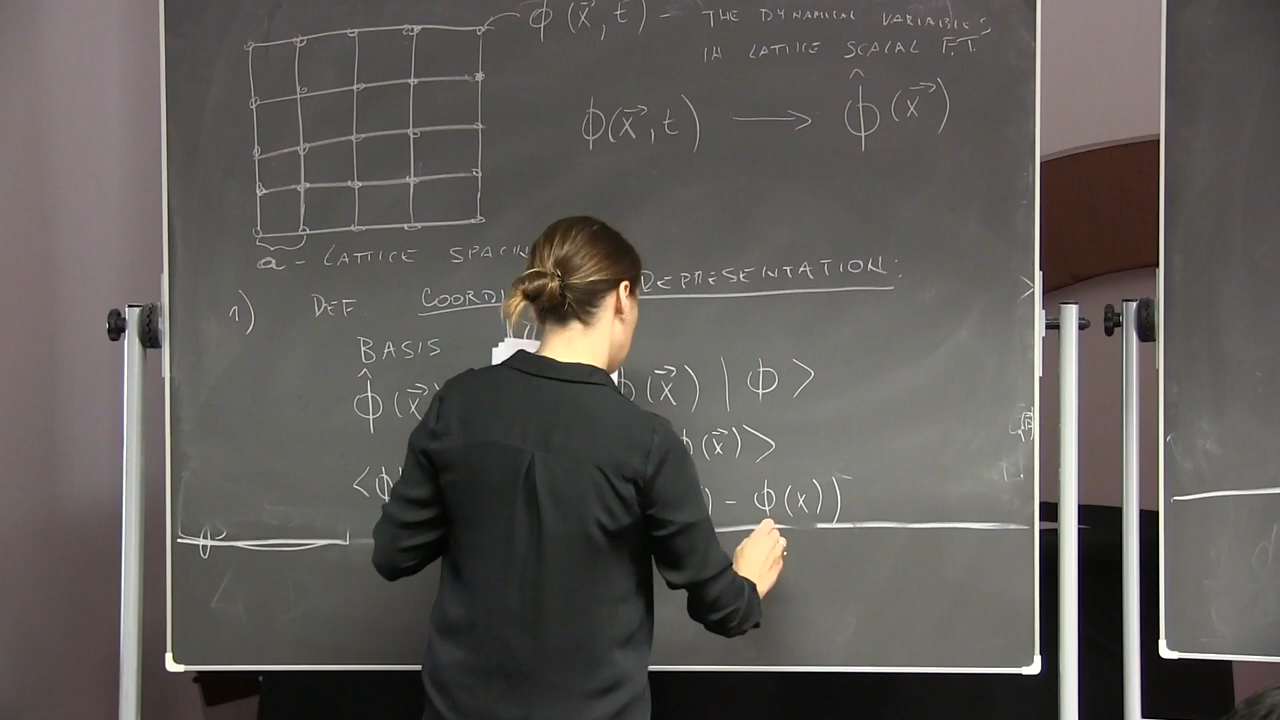 ϕ(x⃗,t) - THE DYNAMICAL VARIABLES
IN LATTICE SCALAR F.T.
ϕ(x⃗,t) ⟶ ϕ̂(x⃗)
a - LATTICE SPACIN
1) DEF COORDI REPRESENTATION:
BASIS
ϕ̂(x⃗) ϕ(x⃗) |ϕ>
ϕ(x⃗)>
<ϕ ) - ϕ(x))